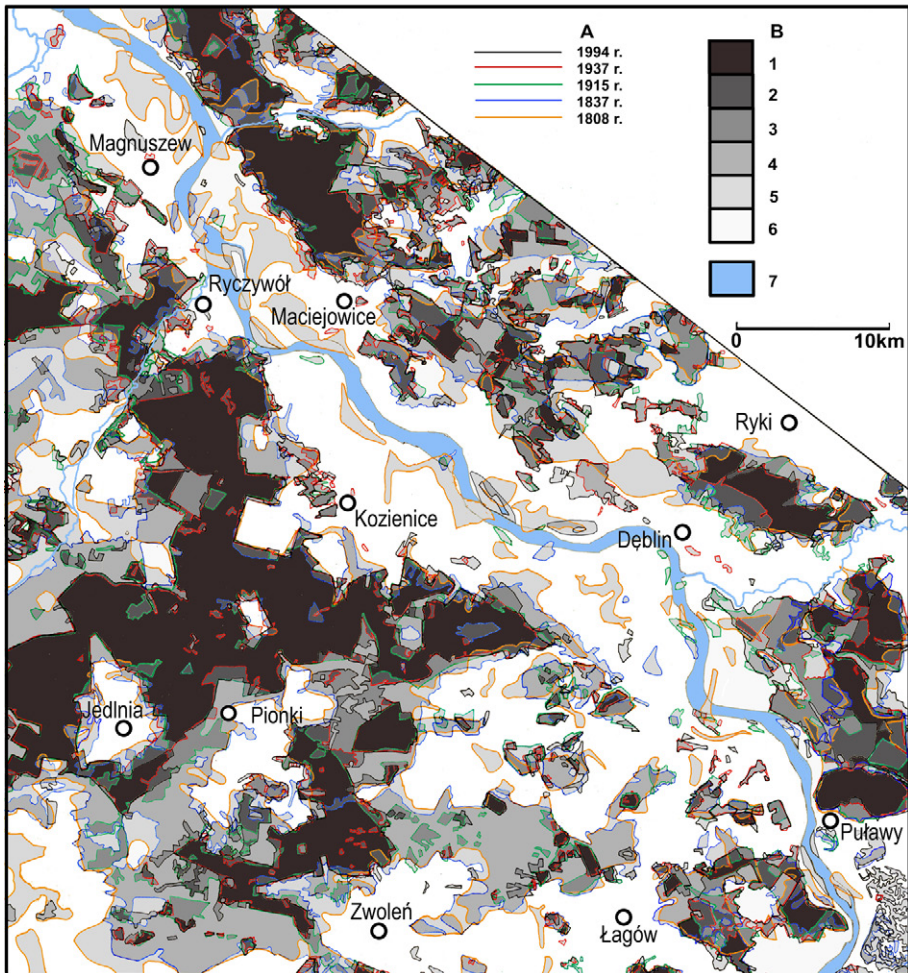 A
B
1994 r.
1937 r.
1915 r.
1837 r.
1808 r.
1
2
3
4
5
6
7
10km
Magnuszew
Ryczywół
Maciejowice
Ryki
Kozienice
Dęblin
Jedlnia
Pionki
Puławy
Zwoleń
Łagów